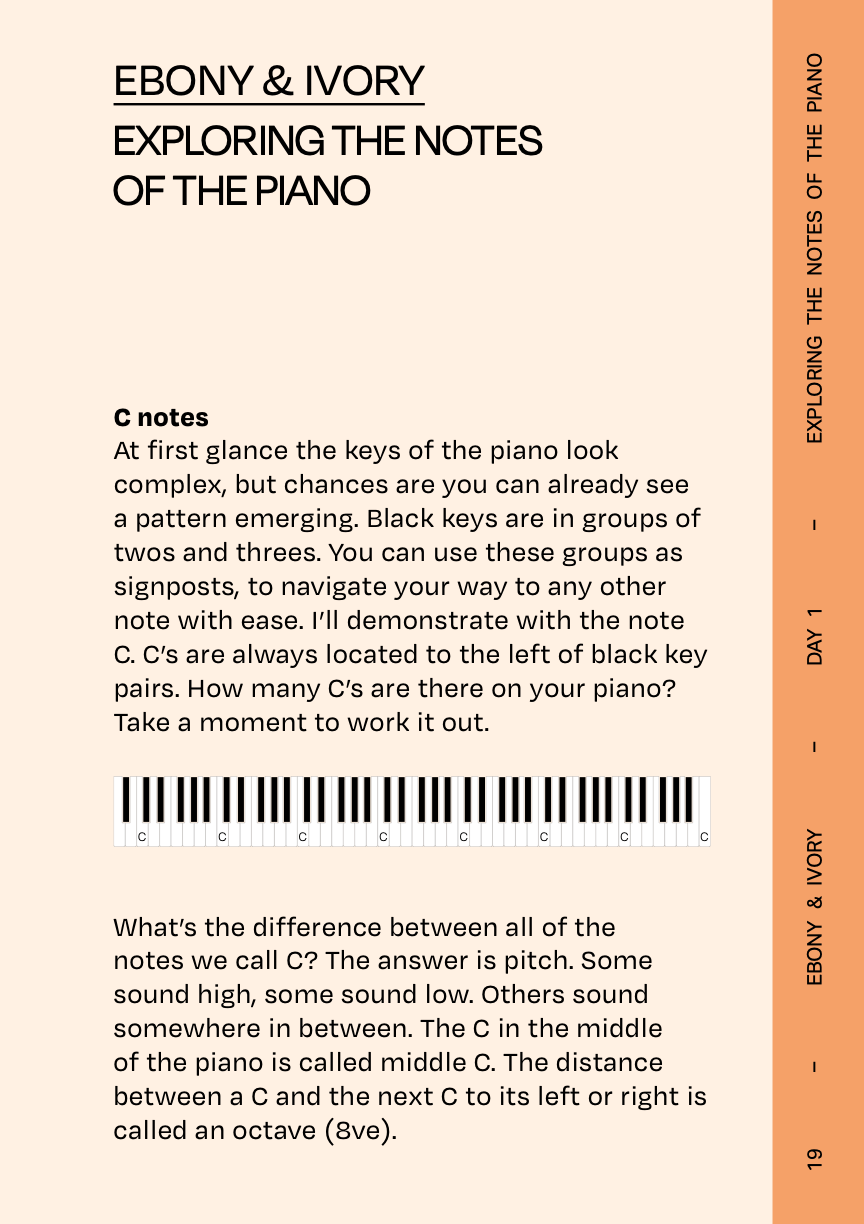 EBONY & IVORY
EXPLORING THE NOTES
OF THE PIANO
C notes
At first glance the keys of the piano look
complex, but chances are you can already see
a pattern emerging. Black keys are in groups of
twos and threes. You can use these groups as
signposts, to navigate your way to any other
note with ease. I’ll demonstrate with the note
C. C’s are always located to the left of black key
pairs. How many C’s are there on your piano?
Take a moment to work it out.
C C C C C C C C
What’s the difference between all of the
notes we call C? The answer is pitch. Some
sound high, some sound low. Others sound
somewhere in between. The C in the middle
of the piano is called middle C. The distance
between a C and the next C to its left or right is
called an octave (8ve).
19 – EBONY & IVORY – DAY 1 – EXPLORING THE NOTES OF THE PIANO